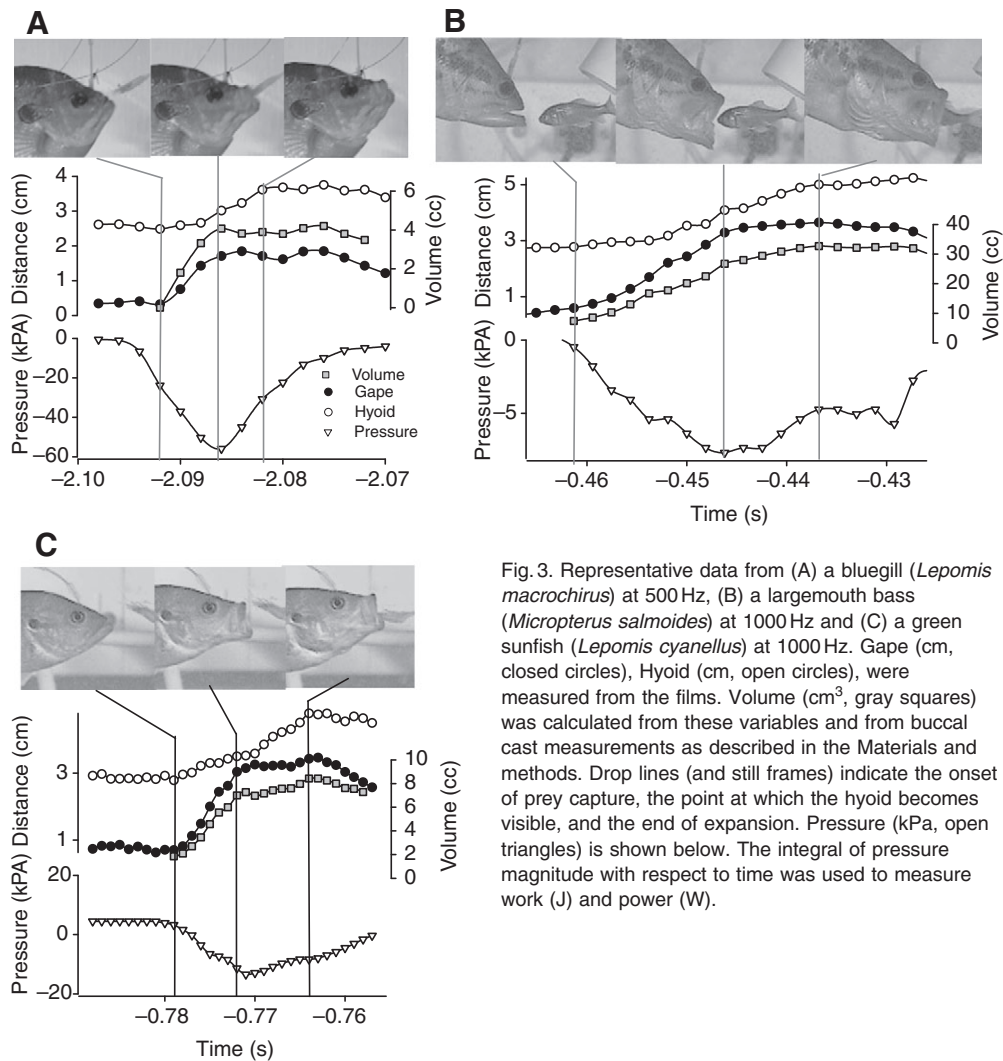 A
B
4
3
2
1
0
Distance (cm)
6
4
2
0
Volume (cc)
0
–20
–40
–60
Pressure (kPA)
Volume
Gape
Hyoid
Pressure
–2.10
–2.09
–2.08
–2.07
5
3
1
Distance (cm)
40
30
20
10
0
Volume (cc)
0
–5
Pressure (kPA)
–0.46
–0.45
–0.44
–0.43
Time (s)
C
3
1
Distance (cm)
10
8
6
4
2
0
Volume (cc)
20
0
–20
Pressure (kPA)
–0.78
–0.77
–0.76
Time (s)
Fig. 3. Representative data from (A) a bluegill (Lepomis
macrochirus) at 500 Hz, (B) a largemouth bass
(Micropterus salmoides) at 1000 Hz and (C) a green
sunfish (Lepomis cyanellus) at 1000 Hz. Gape (cm,
closed circles), Hyoid (cm, open circles), were
measured from the films. Volume (cm³, gray squares)
was calculated from these variables and from buccal
cast measurements as described in the Materials and
methods. Drop lines (and still frames) indicate the onset
of prey capture, the point at which the hyoid becomes
visible, and the end of expansion. Pressure (kPa, open
triangles) is shown below. The integral of pressure
magnitude with respect to time was used to measure
work (J) and power (W).